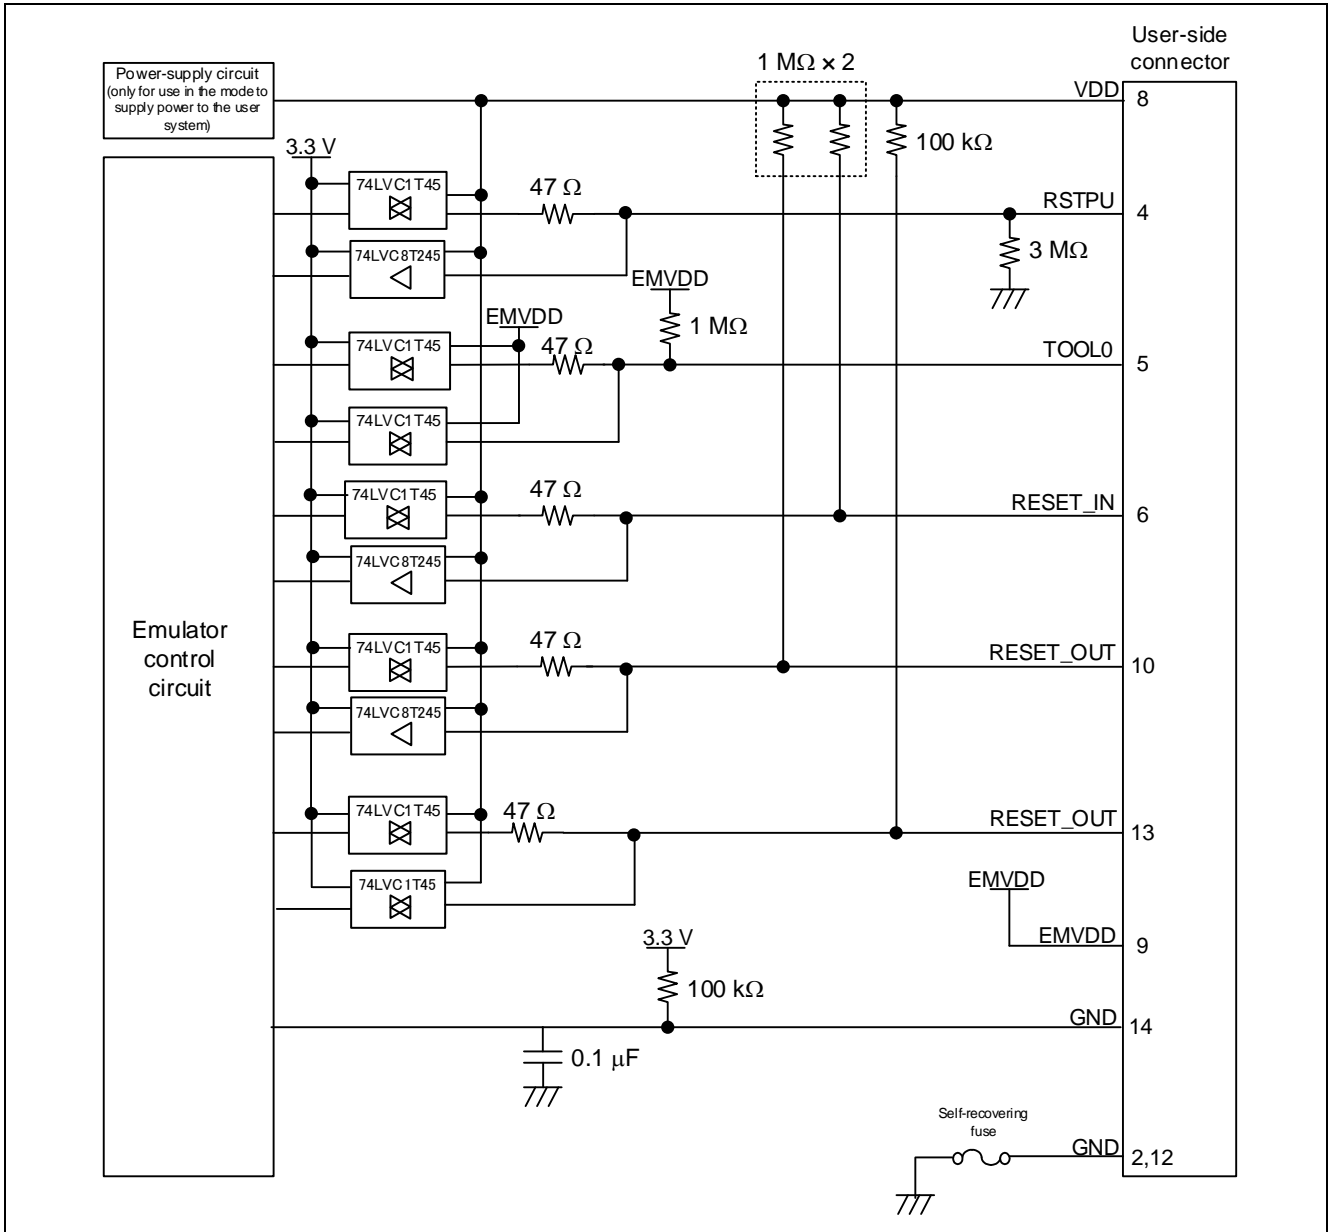 User-side
connector
Power-supply circuit
(only for use in the mode to
supply power to the user
system)
1 MΩ × 2
VDD
8
3.3 V
100 kΩ
74LVC1T45
47 Ω
RSTPU
4
74LVC8T245
3 MΩ
EMVDD
EMVDD
1 MΩ
74LVC1T45
47 Ω
TOOL0
5
74LVC1T45
74LVC1T45
47 Ω
RESET_IN
6
74LVC8T245
Emulator
control
circuit
74LVC1T45
47 Ω
RESET_OUT
10
74LVC8T245
74LVC1T45
47 Ω
RESET_OUT
13
74LVC1T45
EMVDD
EMVDD
9
3.3 V
100 kΩ
GND
14
0.1 μF
Self-recovering
fuse
GND
2,12